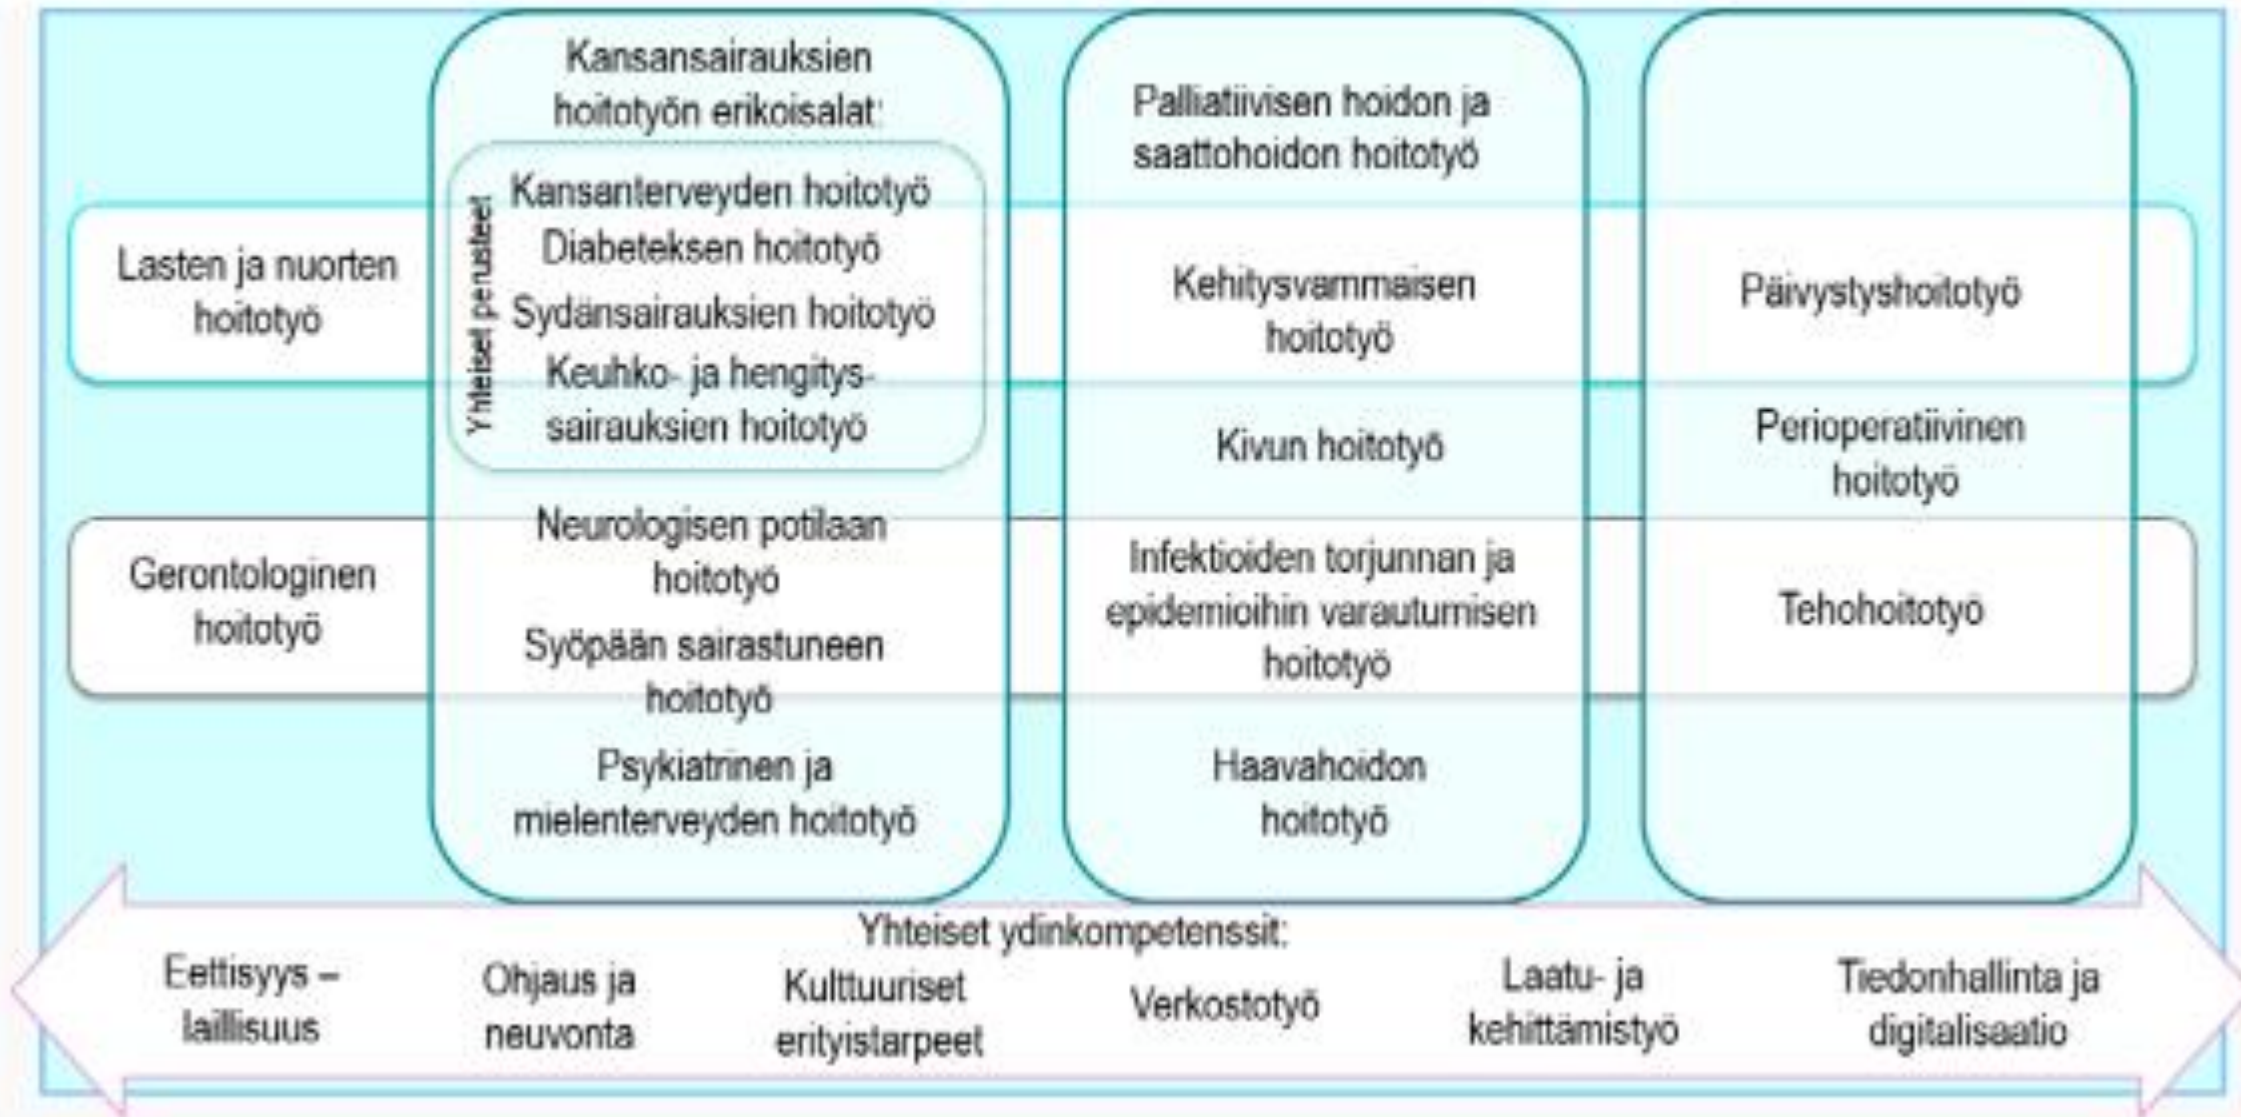 Kansansairauksien
hoitotyön erikoisalat:
Yhteiset perusteet
Kansanterveyden hoitotyö
Diabeteksen hoitotyö
Sydänsairauksien hoitotyö
Keuhko- ja hengitys-
sairauksien hoitotyö
Neurologisen potilaan
hoitotyö
Syöpään sairastuneen
hoitotyö
Psykiatrinen ja
mielenterveyden hoitotyö
Palliatiivisen hoidon ja
saattohoidon hoitotyö
Kehitysvammaisen
hoitotyö
Kivun hoitotyö
Infektioiden torjunnan ja
epidemioihin varautumisen
hoitotyö
Haavahoidon
hoitotyö
Päivystyshoitotyö
Perioperatiivinen
hoitotyö
Tehohoitotyö
Lasten ja nuorten
hoitotyö
Gerontologinen
hoitotyö
Yhteiset ydinkompetenssit:
Eettisyys –
laillisuus
Ohjaus ja
neuvonta
Kulttuuriset
erityistarpeet
Verkostotyö
Laatu- ja
kehittämistyö
Tiedonhallinta ja
digitalisaatio